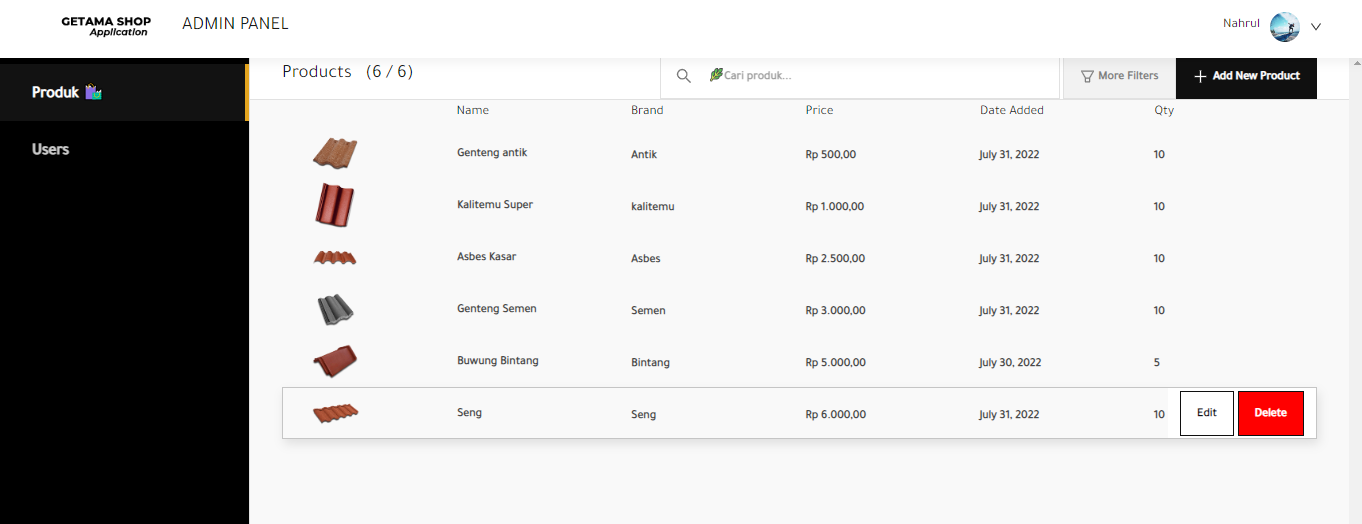 GETAMA SHOP
Application
ADMIN PANEL
Nahrul
Produk
Users
Products (6 / 6)
Cari produk...
More Filters
Add New Product
Name Brand Price Date Added Qty
Genteng antik Antik Rp 500,00 July 31, 2022 10
Kalitemu Super kalitemu Rp 1.000,00 July 31, 2022 10
Asbes Kasar Asbes Rp 2.500,00 July 31, 2022 10
Genteng Semen Semen Rp 3.000,00 July 31, 2022 10
Buwung Bintang Bintang Rp 5.000,00 July 30, 2022 5
Seng Seng Rp 6.000,00 July 31, 2022 10 Edit Delete